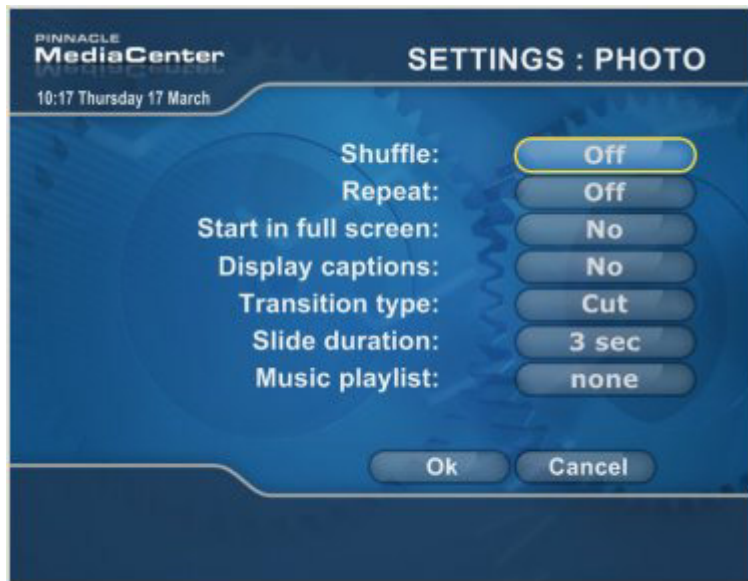 PINNACLE
MediaCenter
SETTINGS : PHOTO
10:17 Thursday 17 March
Shuffle: Off
Repeat: Off
Start in full screen: No
Display captions: No
Transition type: Cut
Slide duration: 3 sec
Music playlist: none
Ok Cancel